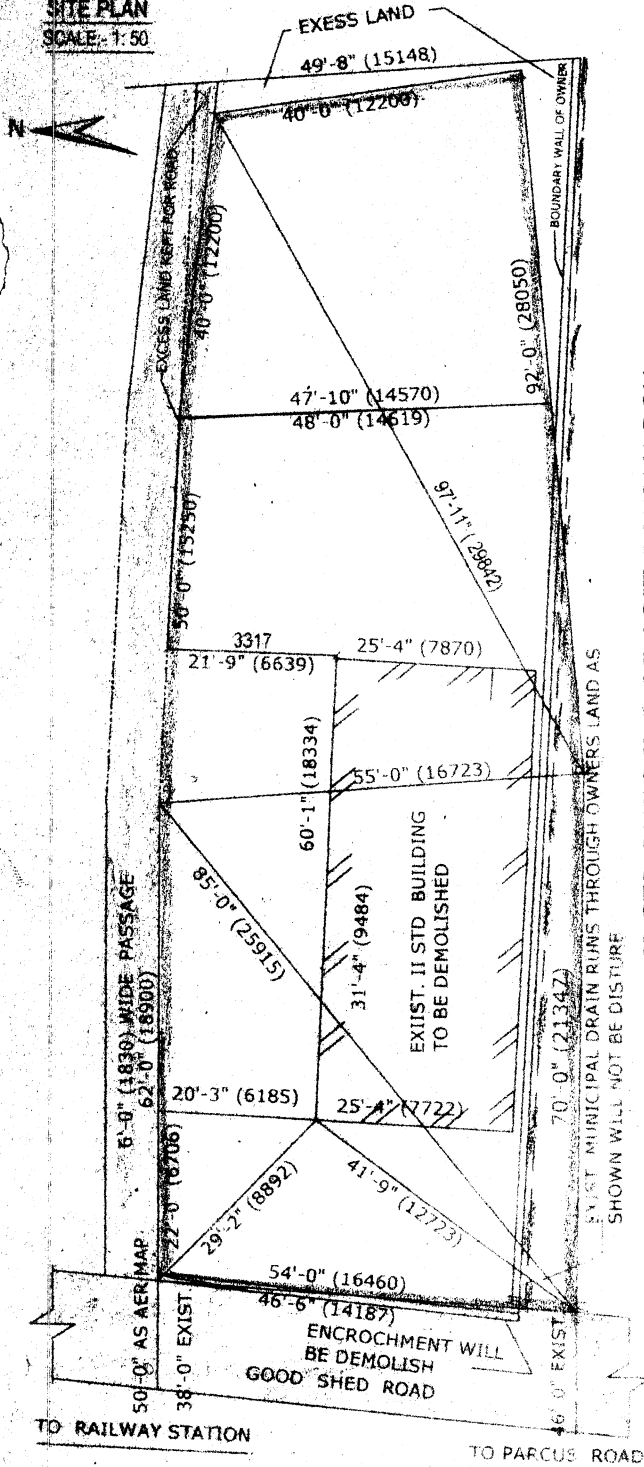 SITE PLAN
SCALE:- 1: 50
EXESS LAND
49'-8" (15148)
40'-0" (12200)
N
BOUNDARY WALL OF OWNER
EXCESS LAND KEPT FOR ROAD
40'-0" (12200)
92'-0" (28050)
47'-10" (14570)
48'-0" (14619)
97'-11" (29842)
50'-0" (15250)
3317
21'-9" (6639)
25'-4" (7870)
60'-1" (18334)
55'-0" (16723)
85'-0" (25915)
31'-4" (9484)
EXIIST. II STD BUILDING
TO BE DEMOLISHED
6'-0" (1830) WIDE PASSAGE
62'-0" (18900)
70'-0" (21347)
EXIST. MUNICIPAL DRAIN RUNS THROUGH OWNERS LAND AS
SHOWN WILL NOT BE DISTURE
20'-3" (6185)
25'-4" (7722)
22'-0" (6706)
29'-2" (8892)
41'-9" (12723)
54'-0" (16460)
46'-6" (14187)
ENCROCHMENT WILL
BE DEMOLISH
GOOD SHED ROAD
50'-0" AS AER MAP
38'-0" EXIST
46'-0" EXIST
TO RAILWAY STATION
TO PARCUS ROAD